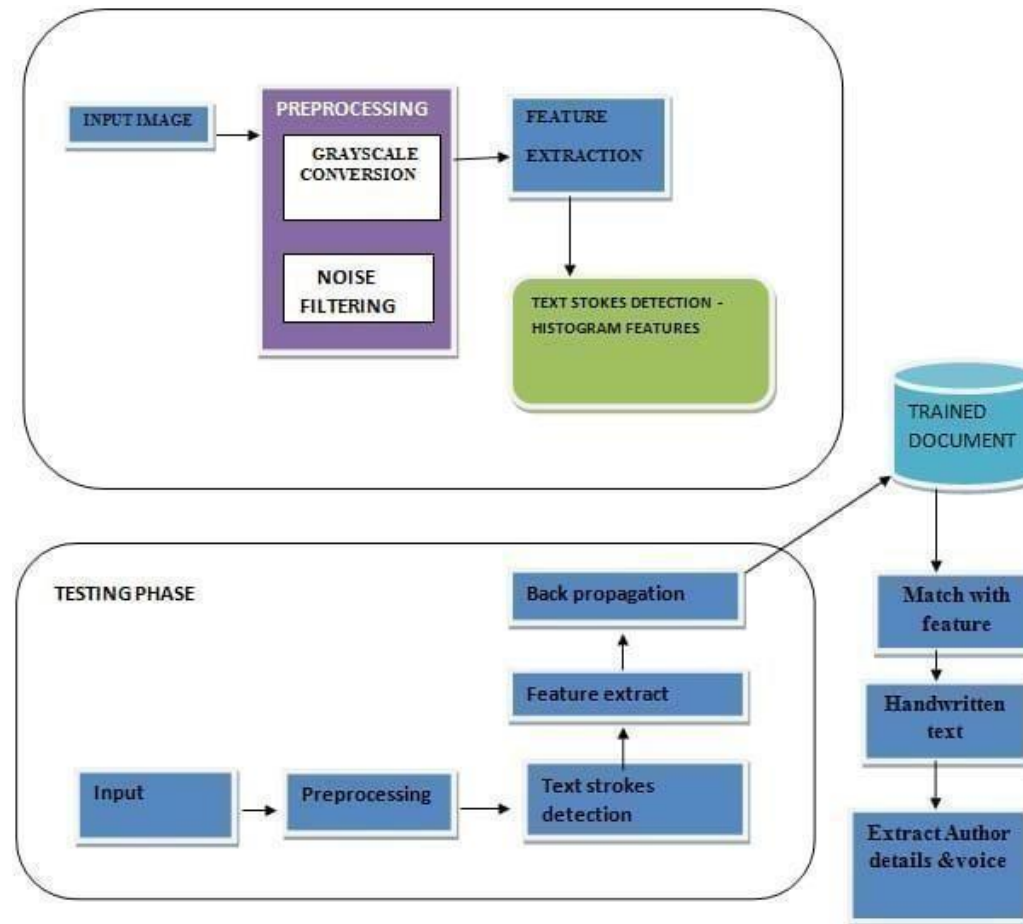 INPUT IMAGE
PREPROCESSING
GRAYSCALE
CONVERSION
NOISE
FILTERING
FEATURE
EXTRACTION
TEXT STOKES DETECTION -
HISTOGRAM FEATURES
TRAINED
DOCUMENT
TESTING PHASE
Input
Preprocessing
Text strokes
detection
Feature extract
Back propagation
Match with
feature
Handwritten
text
Extract Author
details &voice